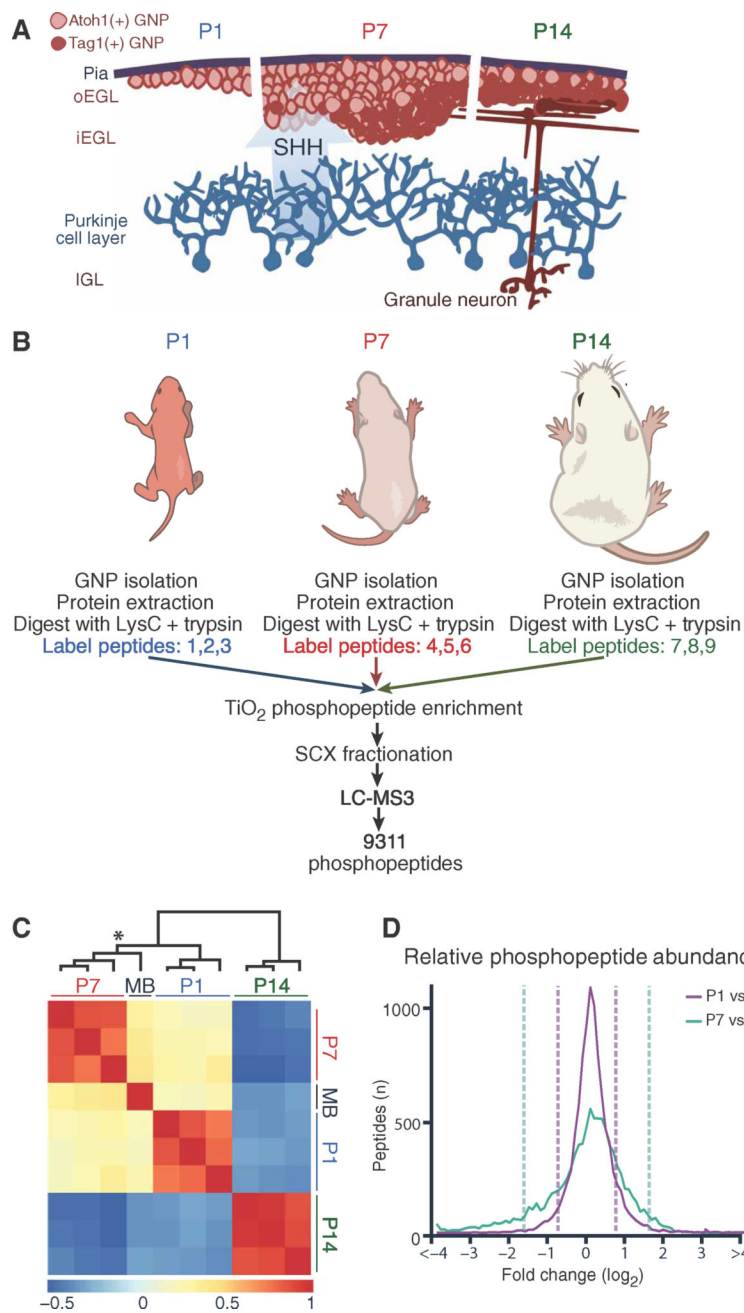 A
Atoh1(+) GNP
Tag1(+) GNP
P1
P7
P14
Pia
oEGL
iEGL
SHH
Purkinje
cell layer
IGL
Granule neuron
B
P1
P7
P14
GNP isolation
Protein extraction
Digest with LysC + trypsin
Label peptides: 1,2,3
GNP isolation
Protein extraction
Digest with LysC + trypsin
Label peptides: 4,5,6
GNP isolation
Protein extraction
Digest with LysC + trypsin
Label peptides: 7,8,9
TiO2 phosphopeptide enrichment
SCX fractionation
LC-MS3
9311
phosphopeptides
C
*
P7 MB P1 P14
P7
MB
P1
P14
−0.5 0 0.5 1
D
Relative phosphopeptide abundanc
P1 vs
P7 vs
1000
500
0
Peptides (n)
<−4 −3 −2 −1 0 1 2 3 >4
Fold change (log2)